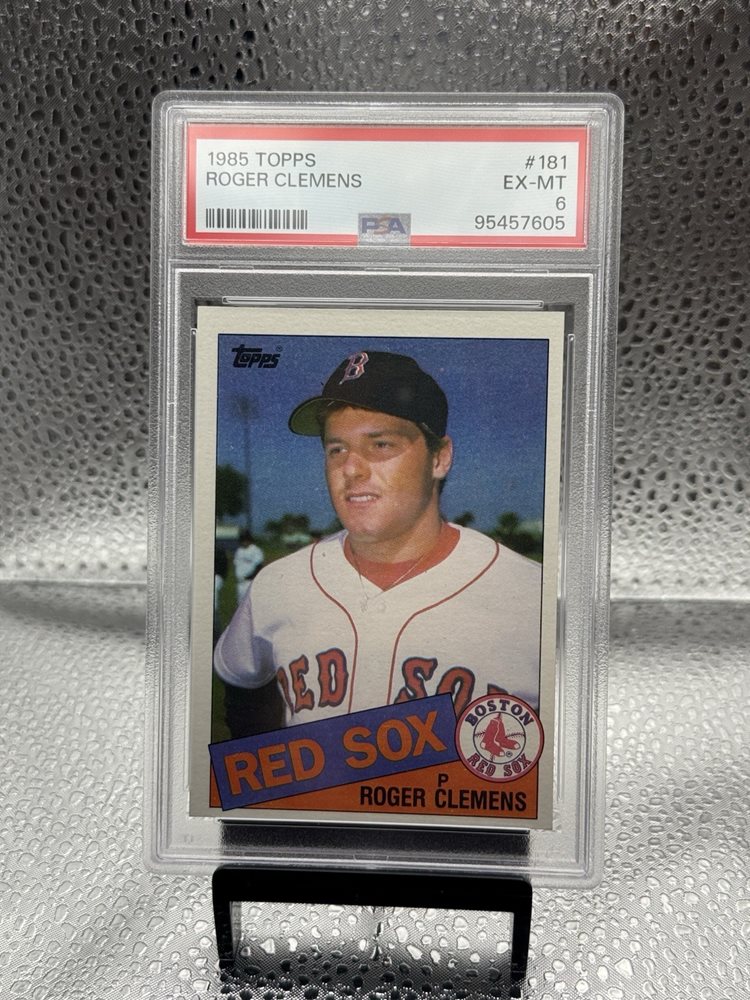 1985 TOPPS #181
ROGER CLEMENS EX-MT
6
PSA 95457605
Topps®
B
RED SOX
RED SOX
BOSTON
RED SOX
P
ROGER CLEMENS